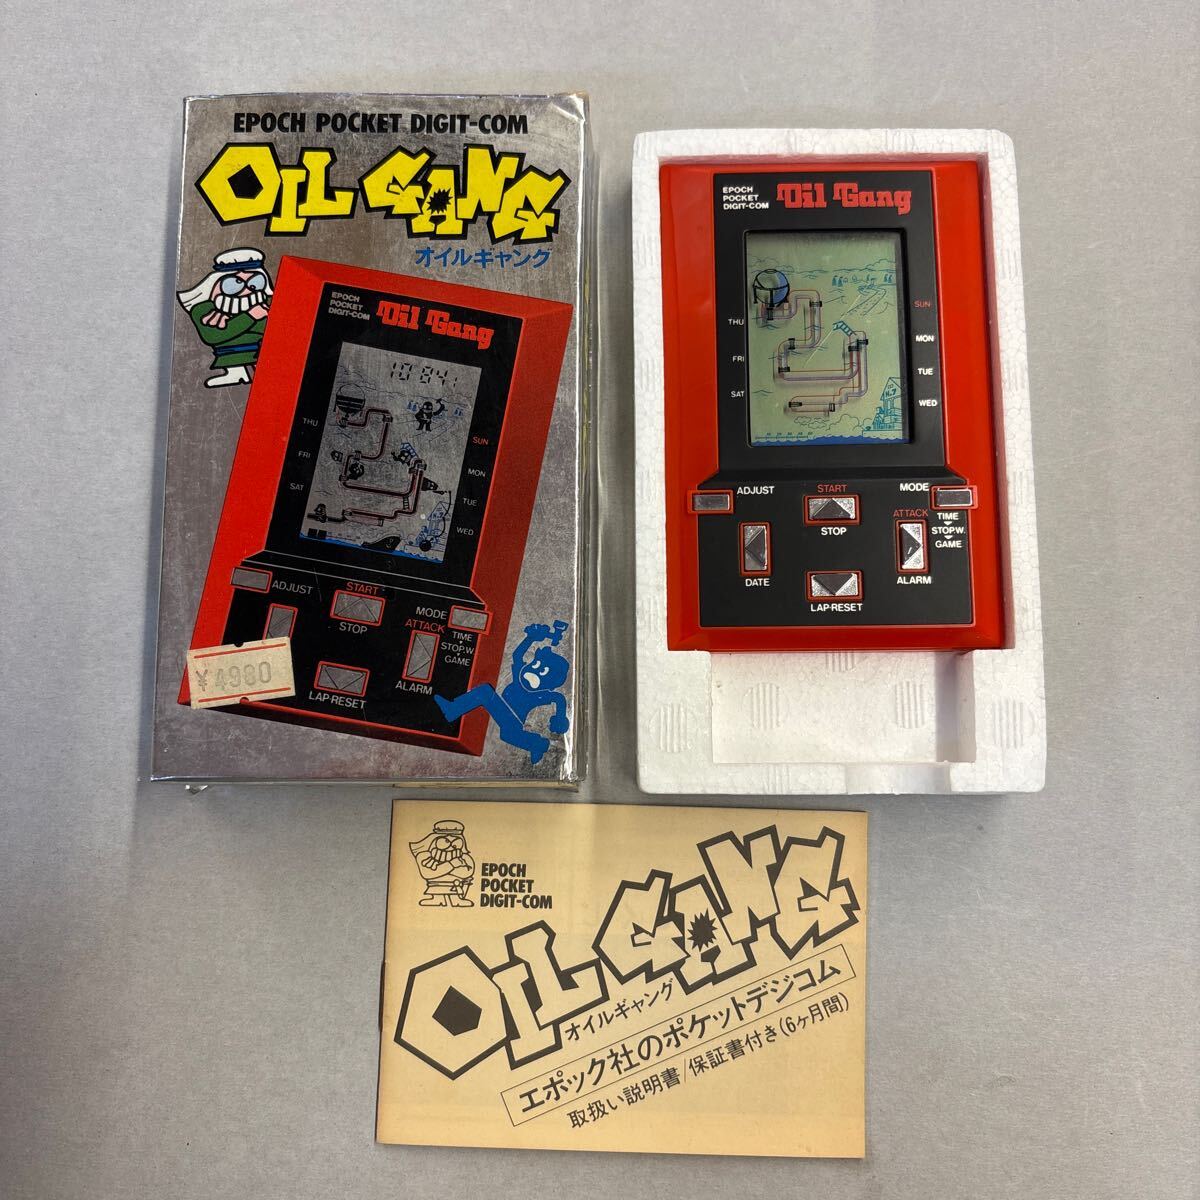 EPOCH POCKET DIGIT-COM
OIL GANG
オイルギャング
EPOCH
POCKET
DIGIT-COM
Oil Gang
10 841
THU
FRI
SAT
SUN
MON
TUE
WED
ADJUST
START
STOP
MODE
ATTACK
TIME
STOP.W
GAME
ALARM
LAP·RESET
¥4980
EPOCH
POCKET
DIGIT-COM
Oil Gang
THU
FRI
SAT
SUN
MON
TUE
WED
No.7
ADJUST
START
STOP
MODE
ATTACK
TIME
STOP.W.
GAME
DATE
ALARM
LAP·RESET
EPOCH
POCKET
DIGIT-COM
OIL GANG
オイルギャング
エポック社のポケットデジコム
取扱い説明書/保証書付き(6ヶ月間)